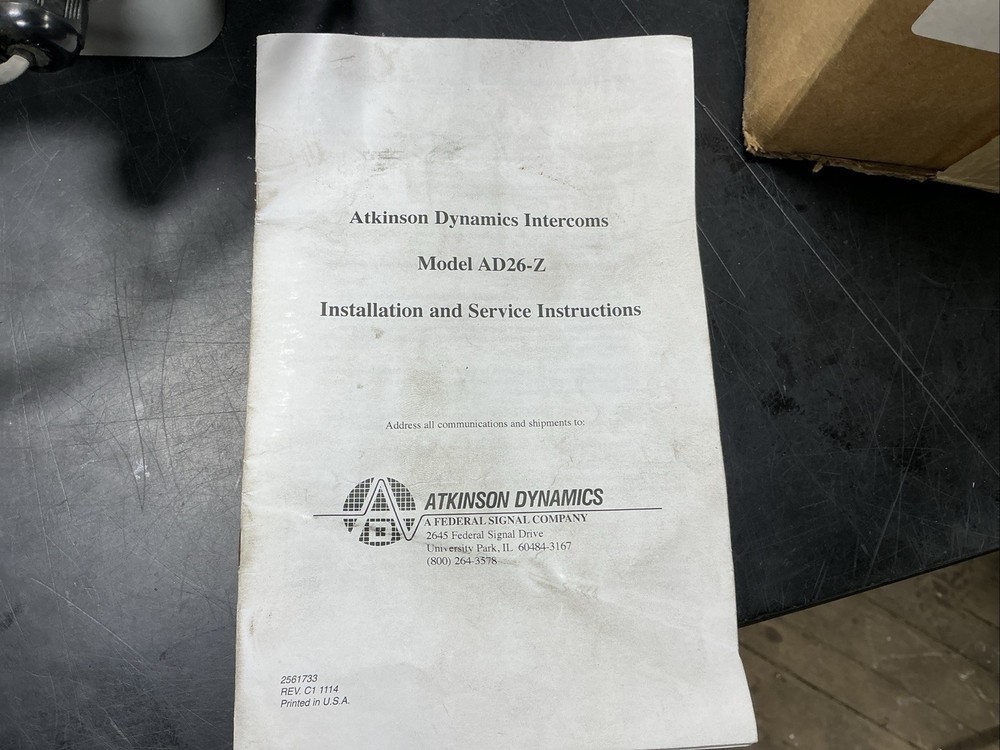 Atkinson Dynamics Intercoms
Model AD26-Z
Installation and Service Instructions
Address all communications and shipments to:
ATKINSON DYNAMICS
A FEDERAL SIGNAL COMPANY
2645 Federal Signal Drive
University Park, IL 60484-3167
(800) 264-3578
2561733
REV. C1 1114
Printed in U.S.A.